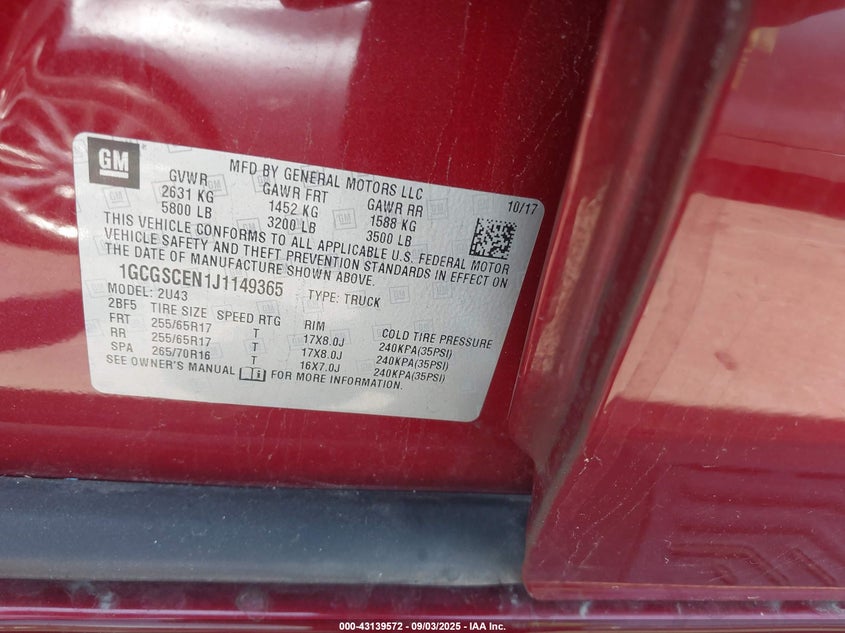 GM
MFD BY GENERAL MOTORS LLC
GVWR GAWR FRT GAWR RR 10/17
2631 KG 1452 KG 1588 KG
5800 LB 3200 LB 3500 LB
THIS VEHICLE CONFORMS TO ALL APPLICABLE U.S. FEDERAL MOTOR
VEHICLE SAFETY AND THEFT PREVENTION STANDARDS IN EFFECT ON
THE DATE OF MANUFACTURE SHOWN ABOVE.
1GCGSCEN1J1149365 TYPE: TRUCK
MODEL: 2U43
2BF5 TIRE SIZE SPEED RTG RIM COLD TIRE PRESSURE
FRT 255/65R17 T 17X8.0J 240KPA(35PSI)
RR 255/65R17 T 17X8.0J 240KPA(35PSI)
SPA 265/70R16 T 16X7.0J 240KPA(35PSI)
SEE OWNER'S MANUAL FOR MORE INFORMATION.
000-43139572 - 09/03/2025 - IAA Inc.